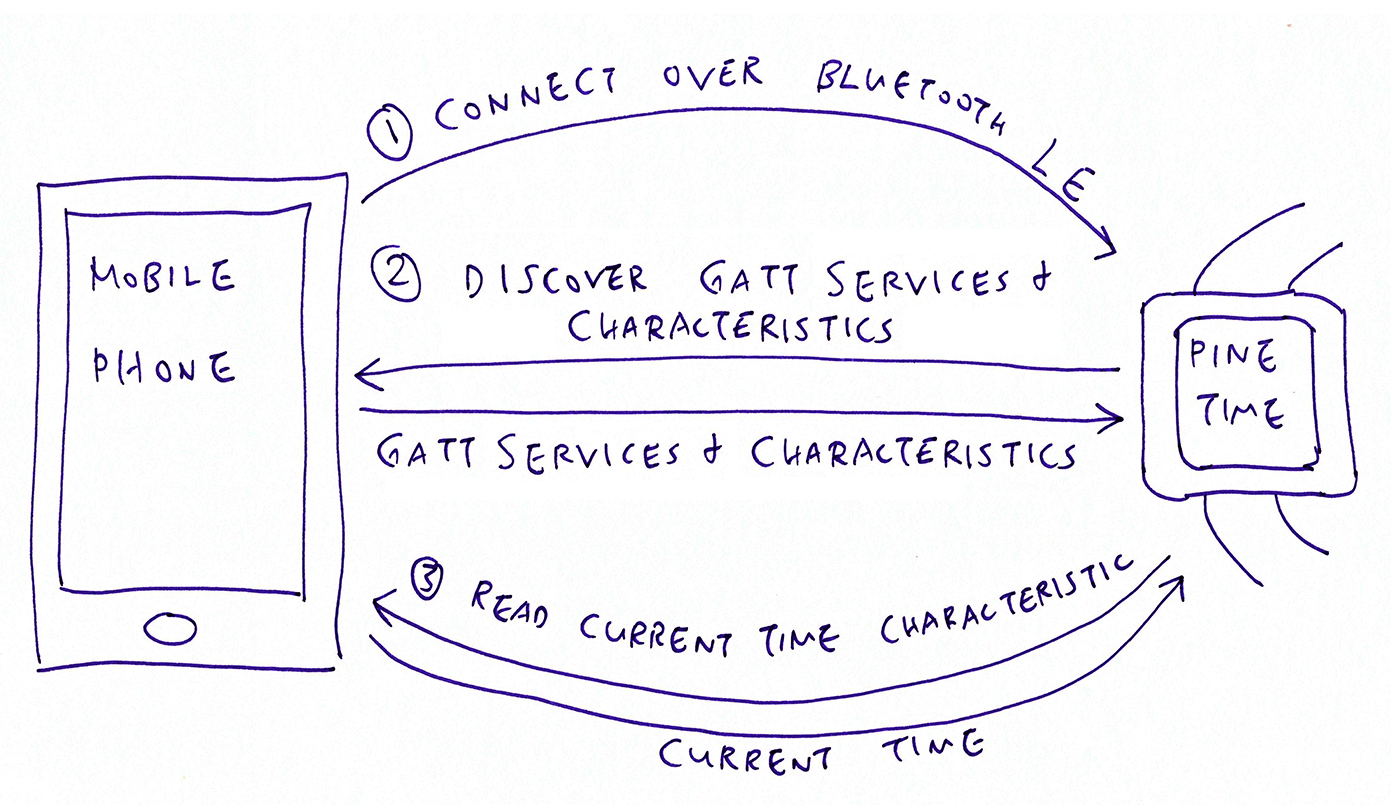 ① CONNECT OVER BLUETOOTH LE
MOBILE
PHONE
② DISCOVER GATT SERVICES &
CHARACTERISTICS
PINE
TIME
GATT SERVICES & CHARACTERISTICS
③ READ CURRENT TIME CHARACTERISTIC
CURRENT TIME